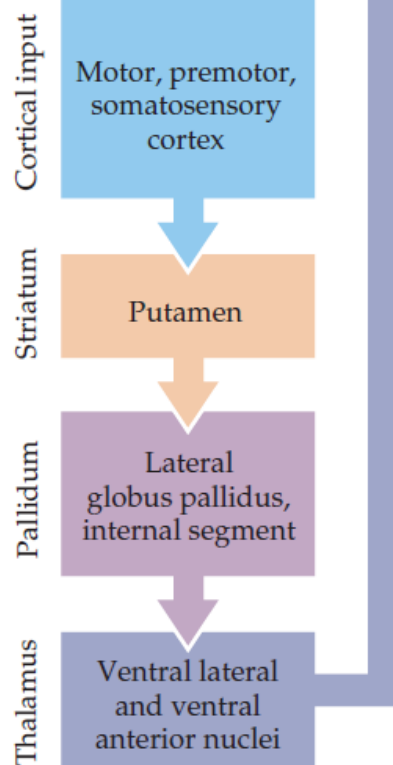 Cortical input
Motor, premotor,
somatosensory
cortex
Striatum
Putamen
Pallidum
Lateral
globus pallidus,
internal segment
Thalamus
Ventral lateral
and ventral
anterior nuclei